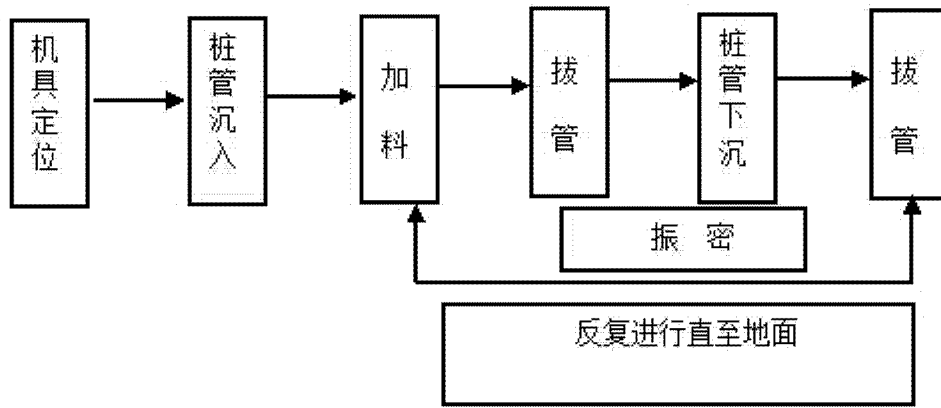 机具定位
桩管沉入
加料
拔管
桩管下沉
拔管
振 密
反复进行直至地面